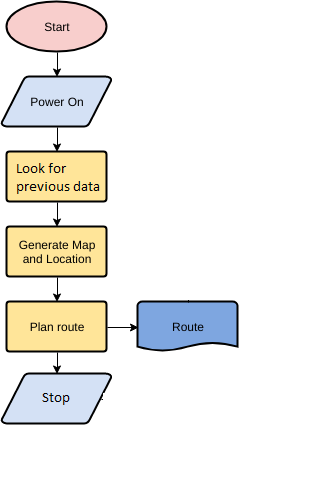 Start
Power On
Look for
previous data
Generate Map
and Location
Plan route
Route
Stop